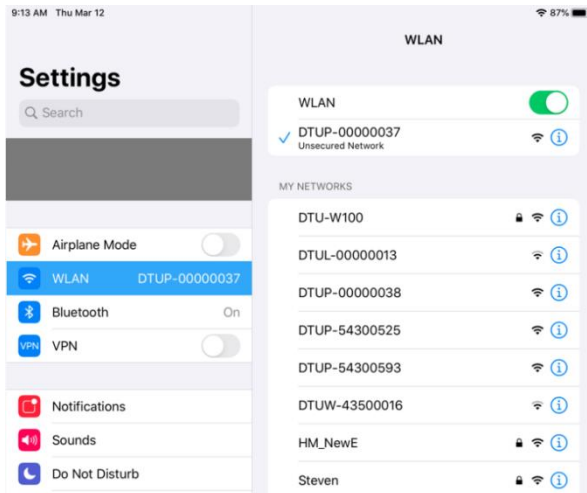 9:13 AM Thu Mar 12
87%
Settings
Search
Airplane Mode
WLAN DTUP-00000037
Bluetooth On
VPN VPN
Notifications
Sounds
Do Not Disturb
WLAN
WLAN
DTUP-00000037
Unsecured Network
MY NETWORKS
DTU-W100
DTUL-00000013
DTUP-00000038
DTUP-54300525
DTUP-54300593
DTUW-43500016
HM_NewE
Steven